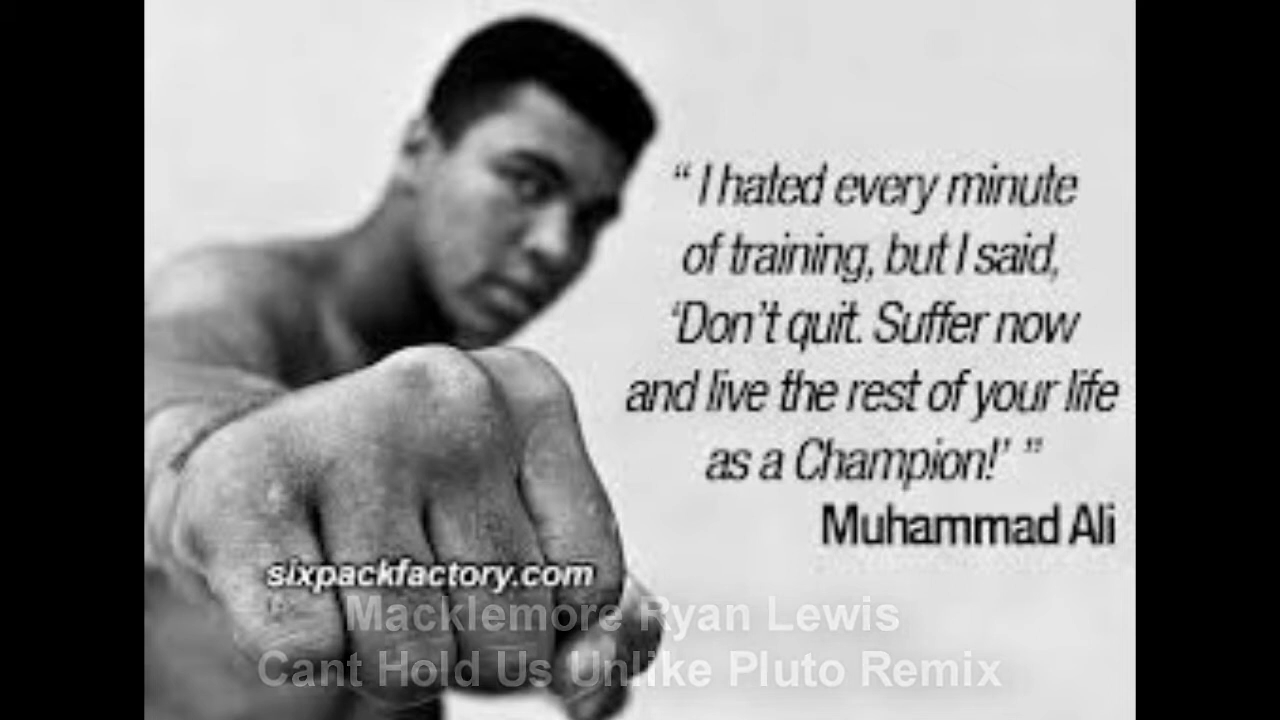 “ I hated every minute
of training, but I said,
‘Don’t quit. Suffer now
and live the rest of your life
as a Champion!’ ”
Muhammad Ali
sixpackfactory.com
Macklemore Ryan Lewis
Cant Hold Us Unlike Pluto Remix